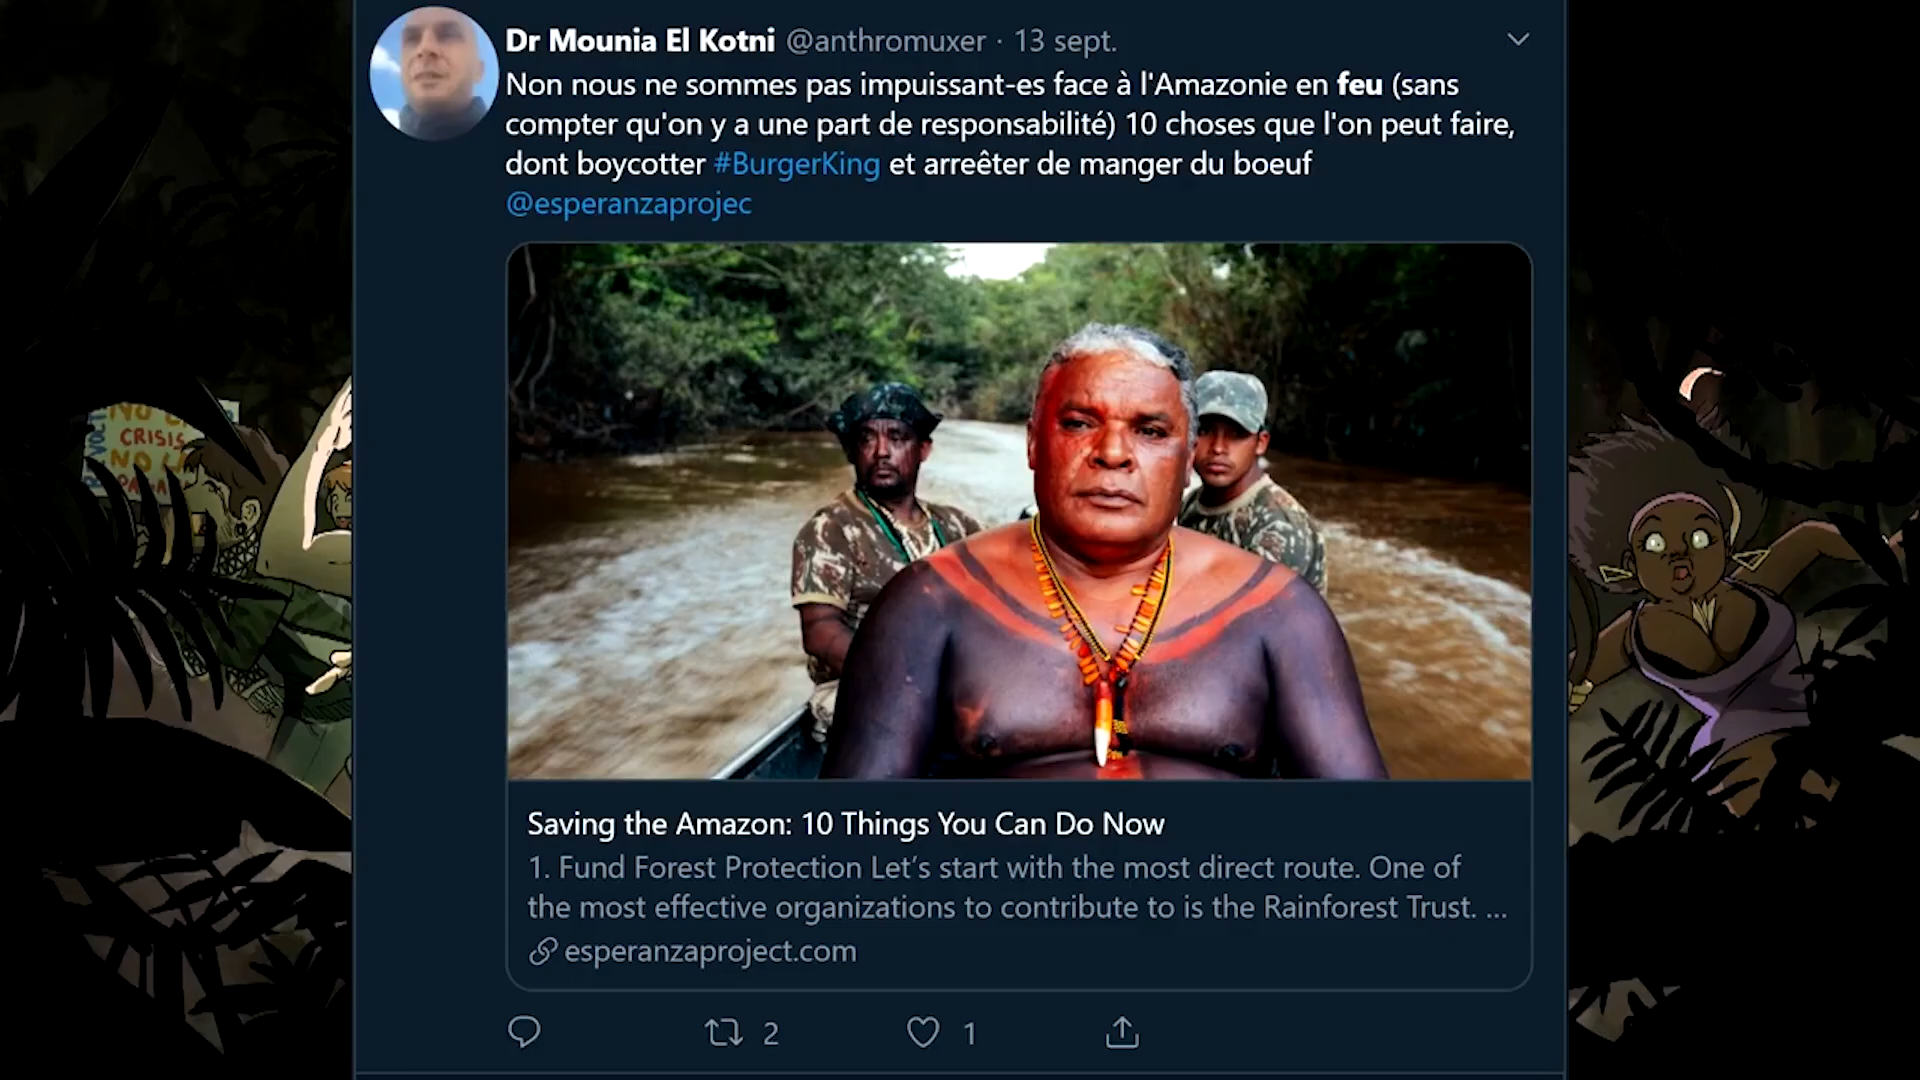 Dr Mounia El Kotni @anthromuxer · 13 sept.
Non nous ne sommes pas impuissant-es face à l'Amazonie en feu (sans
compter qu'on y a une part de responsabilité) 10 choses que l'on peut faire,
dont boycotter #BurgerKing et arreêter de manger du boeuf
@esperanzaprojec
CRISIS
Saving the Amazon: 10 Things You Can Do Now
1. Fund Forest Protection Let's start with the most direct route. One of
the most effective organizations to contribute to is the Rainforest Trust. ...
esperanzaproject.com
2
1